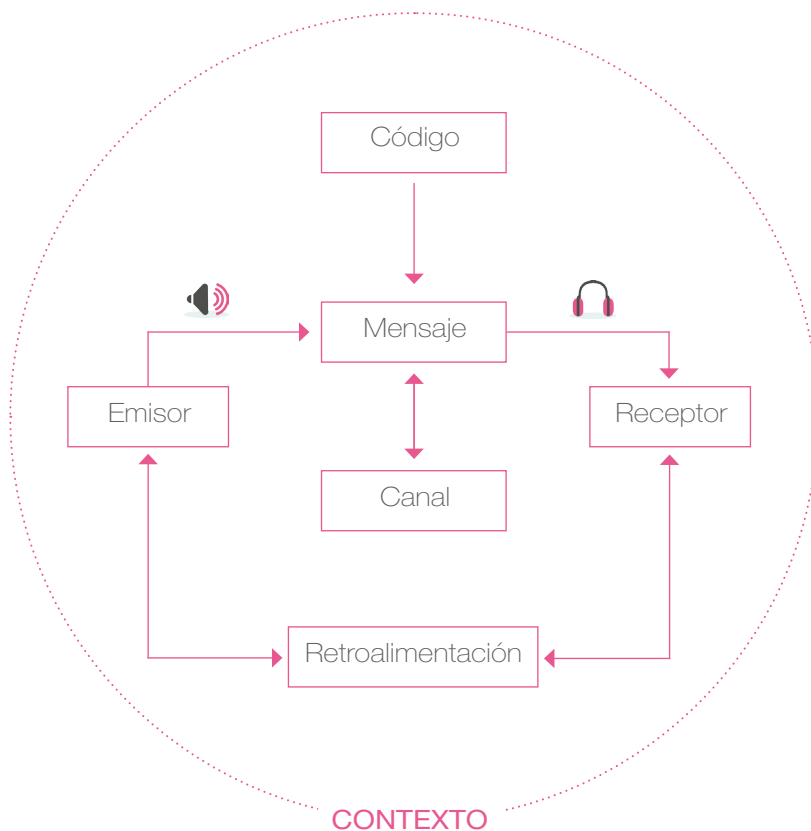 Código
Mensaje
Emisor
Receptor
Canal
Retroalimentación
CONTEXTO